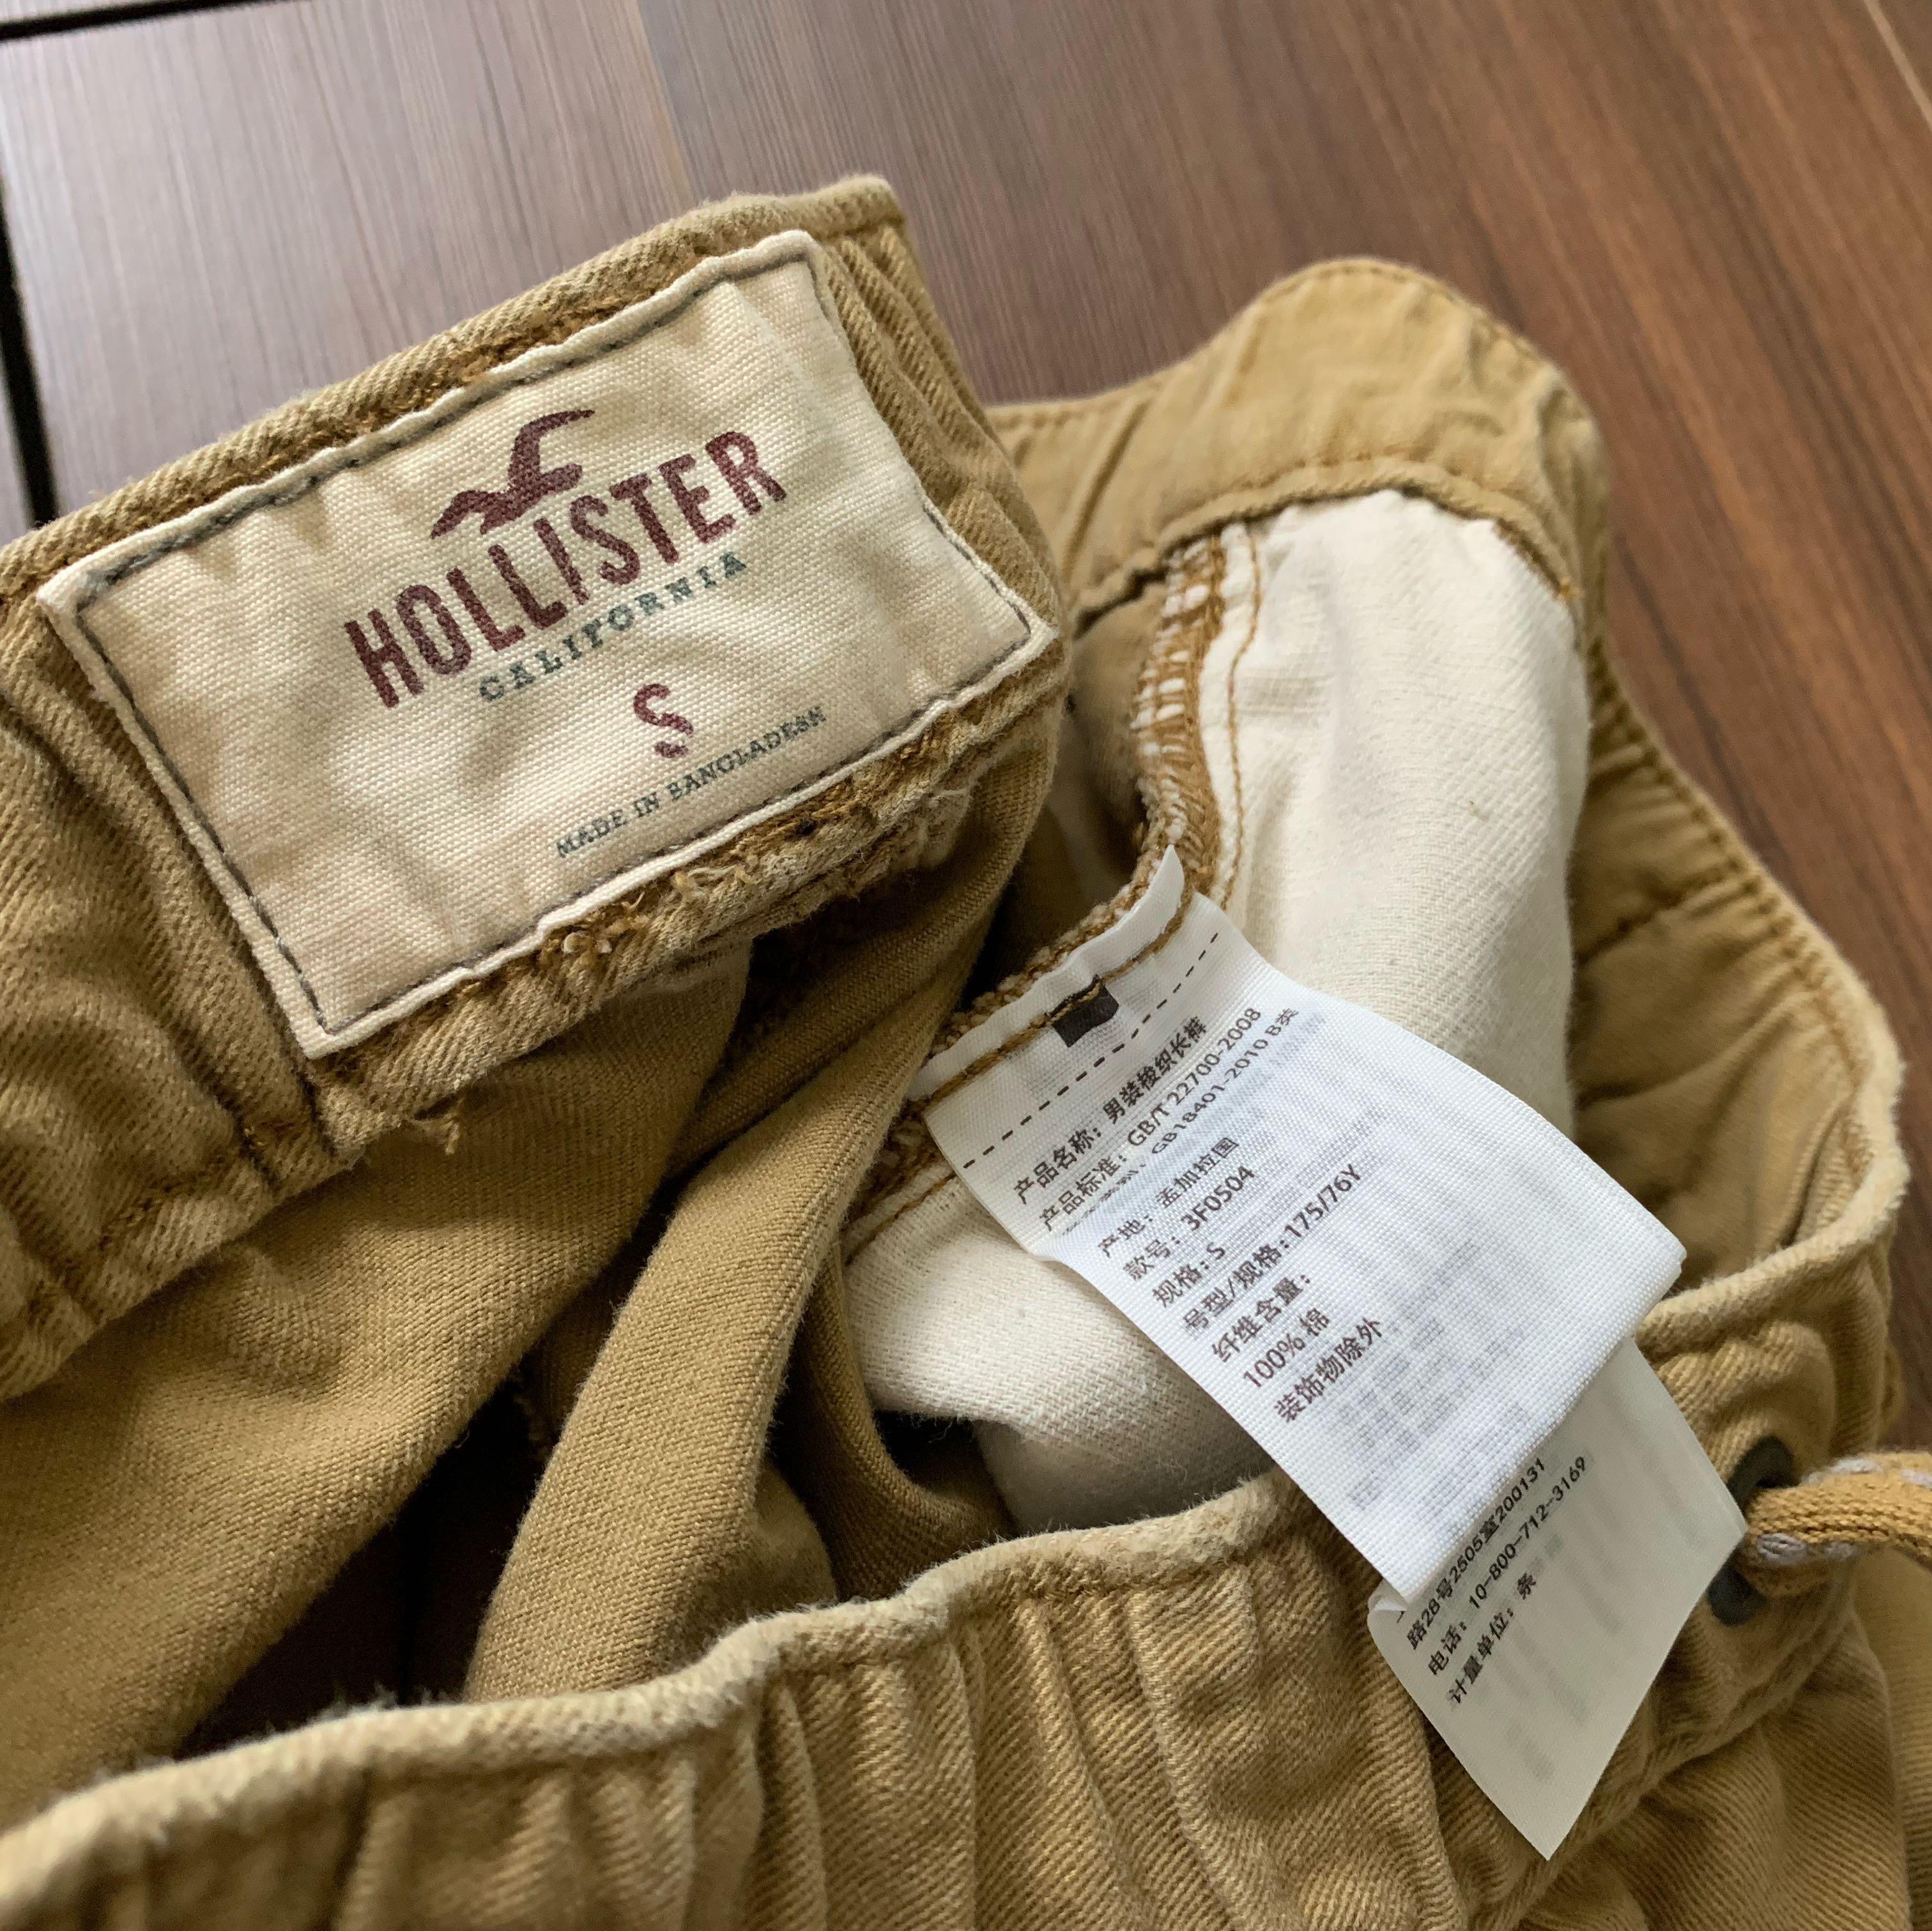 HOLLISTER
CALIFORNIA
S
MADE IN BANGLADESH
产品名称: 男装梭织长裤
产品标准: GB/T 22700-2008
GB18401-2010 B类
产地: 孟加拉国
款号: 3F0504
规格: S
号型/规格: 175/76Y
纤维含量:
100% 棉
装饰物除外
路28号2505室200131
电话: 10-800-712-3169
计量单位: 条